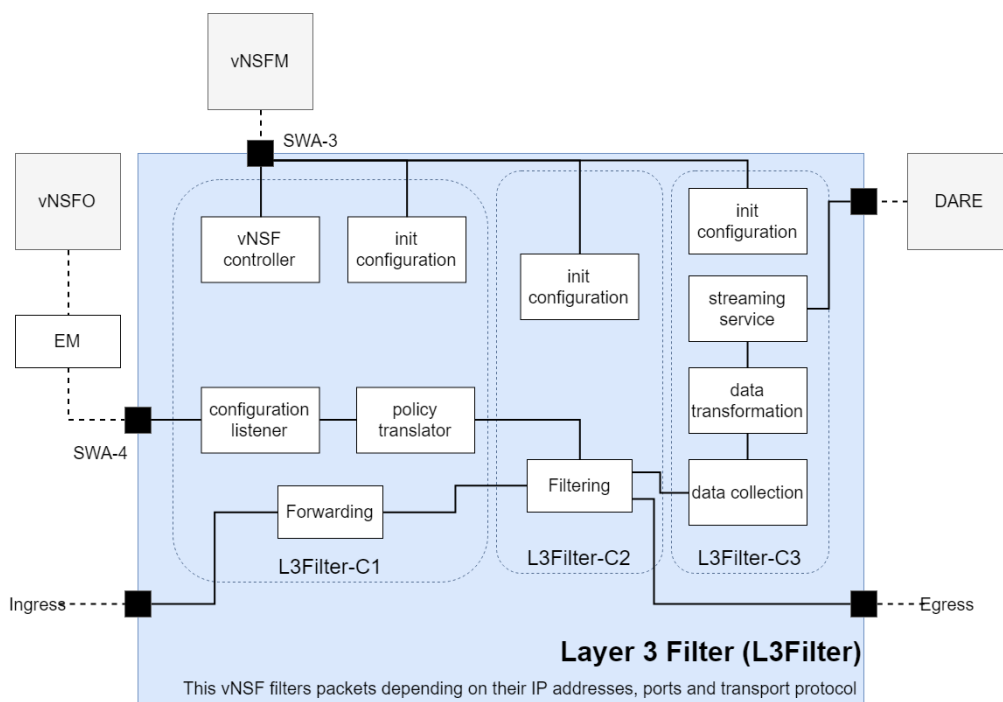 vNSFM
SWA-3
vNSFO
DARE
vNSF
controller
init
configuration
init
configuration
init
configuration
streaming
service
EM
data
transformation
configuration
listener
policy
translator
SWA-4
Filtering
data collection
Forwarding
L3Filter-C1
L3Filter-C2
L3Filter-C3
Ingress
Egress
Layer 3 Filter (L3Filter)
This vNSF filters packets depending on their IP addresses, ports and transport protocol